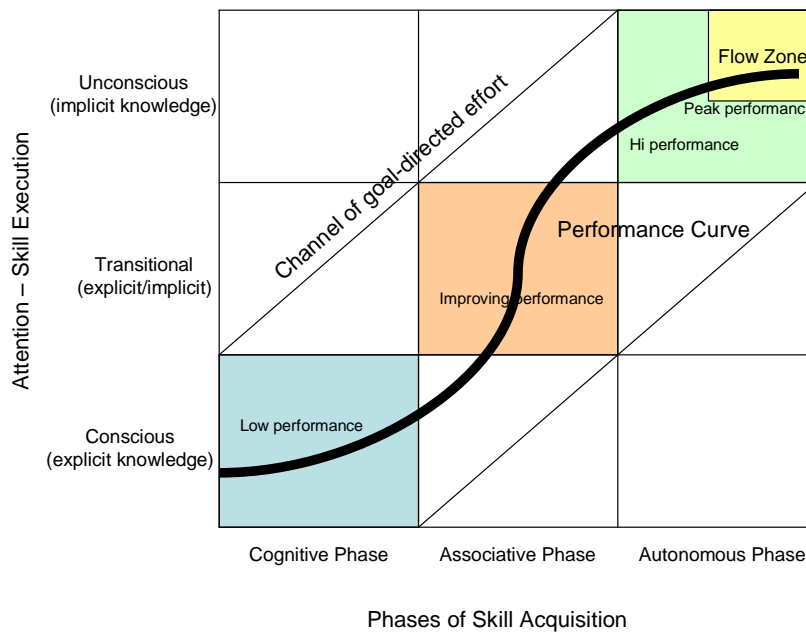 Flow Zone
Unconscious
(implicit knowledge)
Peak performance
Hi performance
Channel of goal-directed effort
Performance Curve
Attention – Skill Execution
Transitional
(explicit/implicit)
Improving performance
Low performance
Conscious
(explicit knowledge)
Cognitive Phase
Associative Phase
Autonomous Phase
Phases of Skill Acquisition